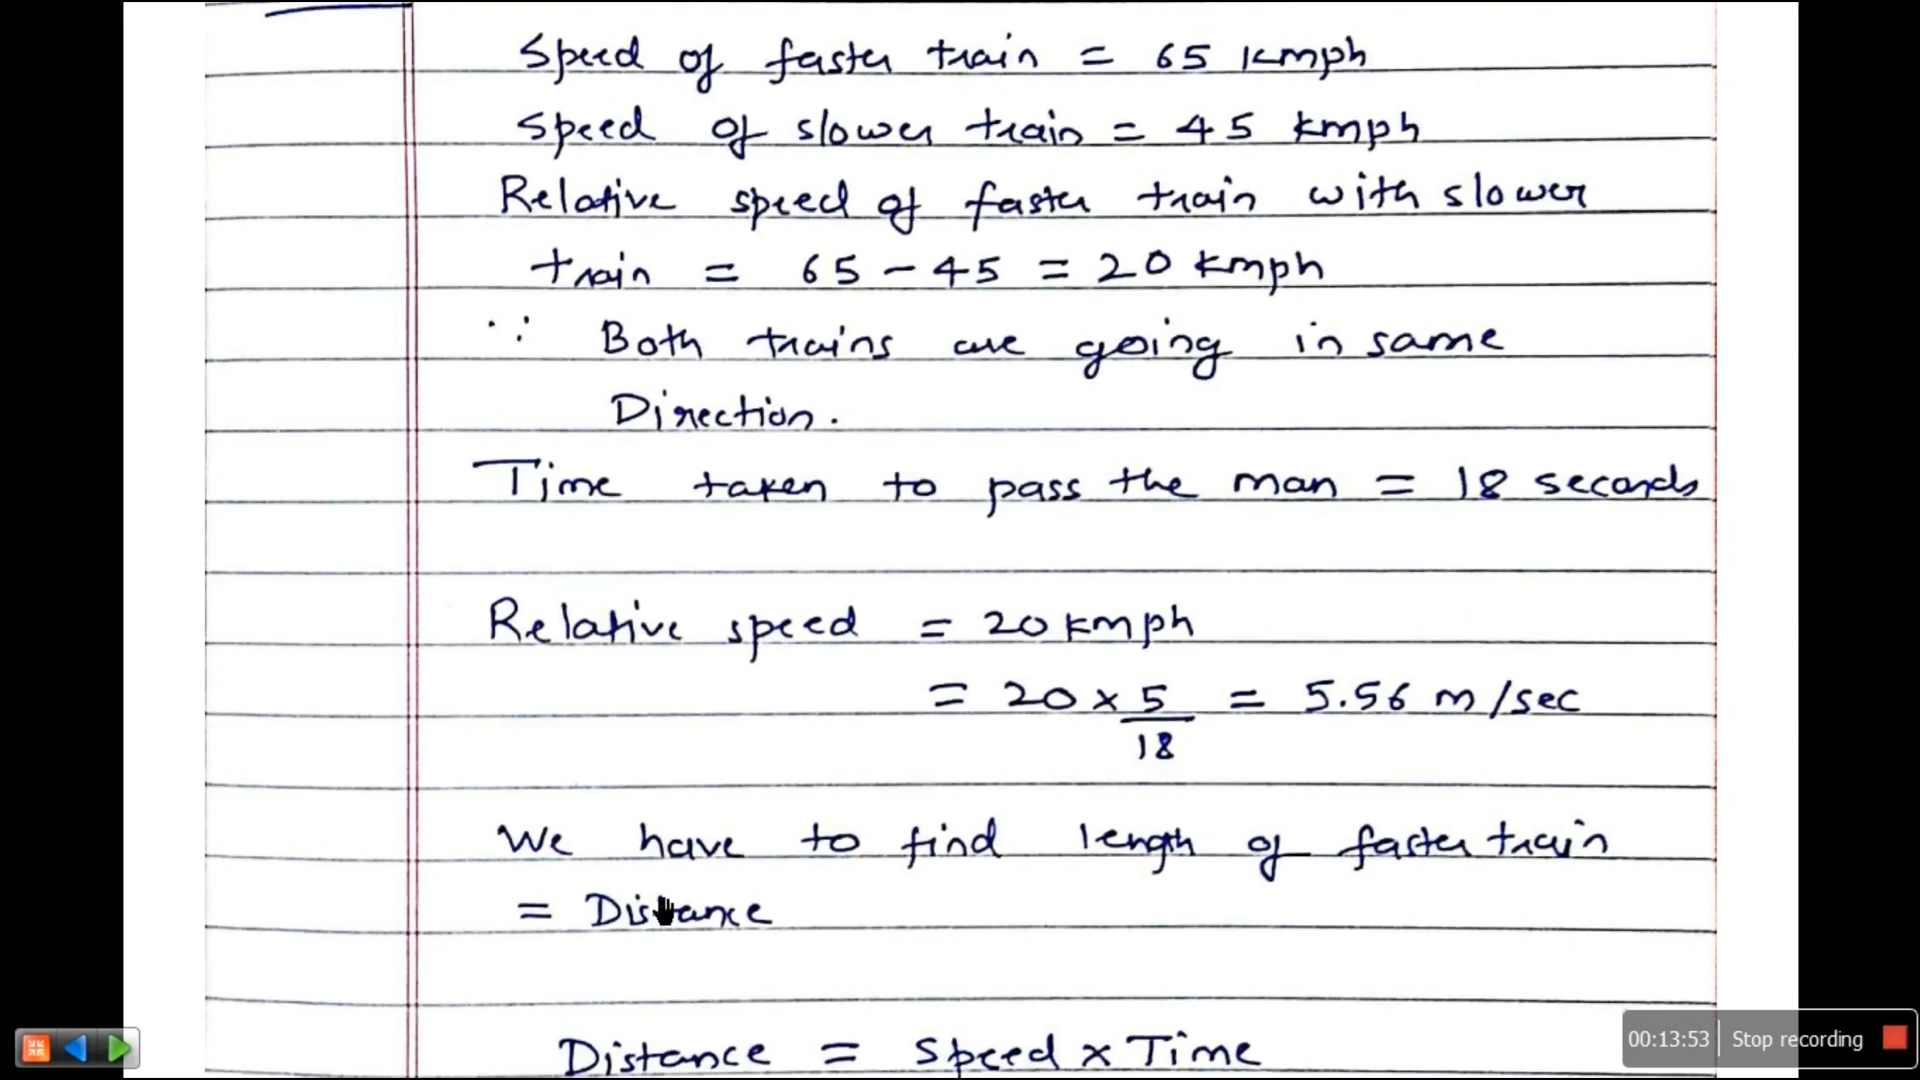 Speed of faster train = 65 Kmph
Speed of slower train = 45 Kmph
Relative speed of faster train with slower
train = 65 - 45 = 20 Kmph
∵ Both trains are going in same
Direction.
Time taken to pass the man = 18 seconds
Relative speed = 20 Kmph
= 20 × 5/18 = 5.56 m/sec
We have to find length of faster train
= Distance
Distance = Speed × Time
00:13:53 Stop recording